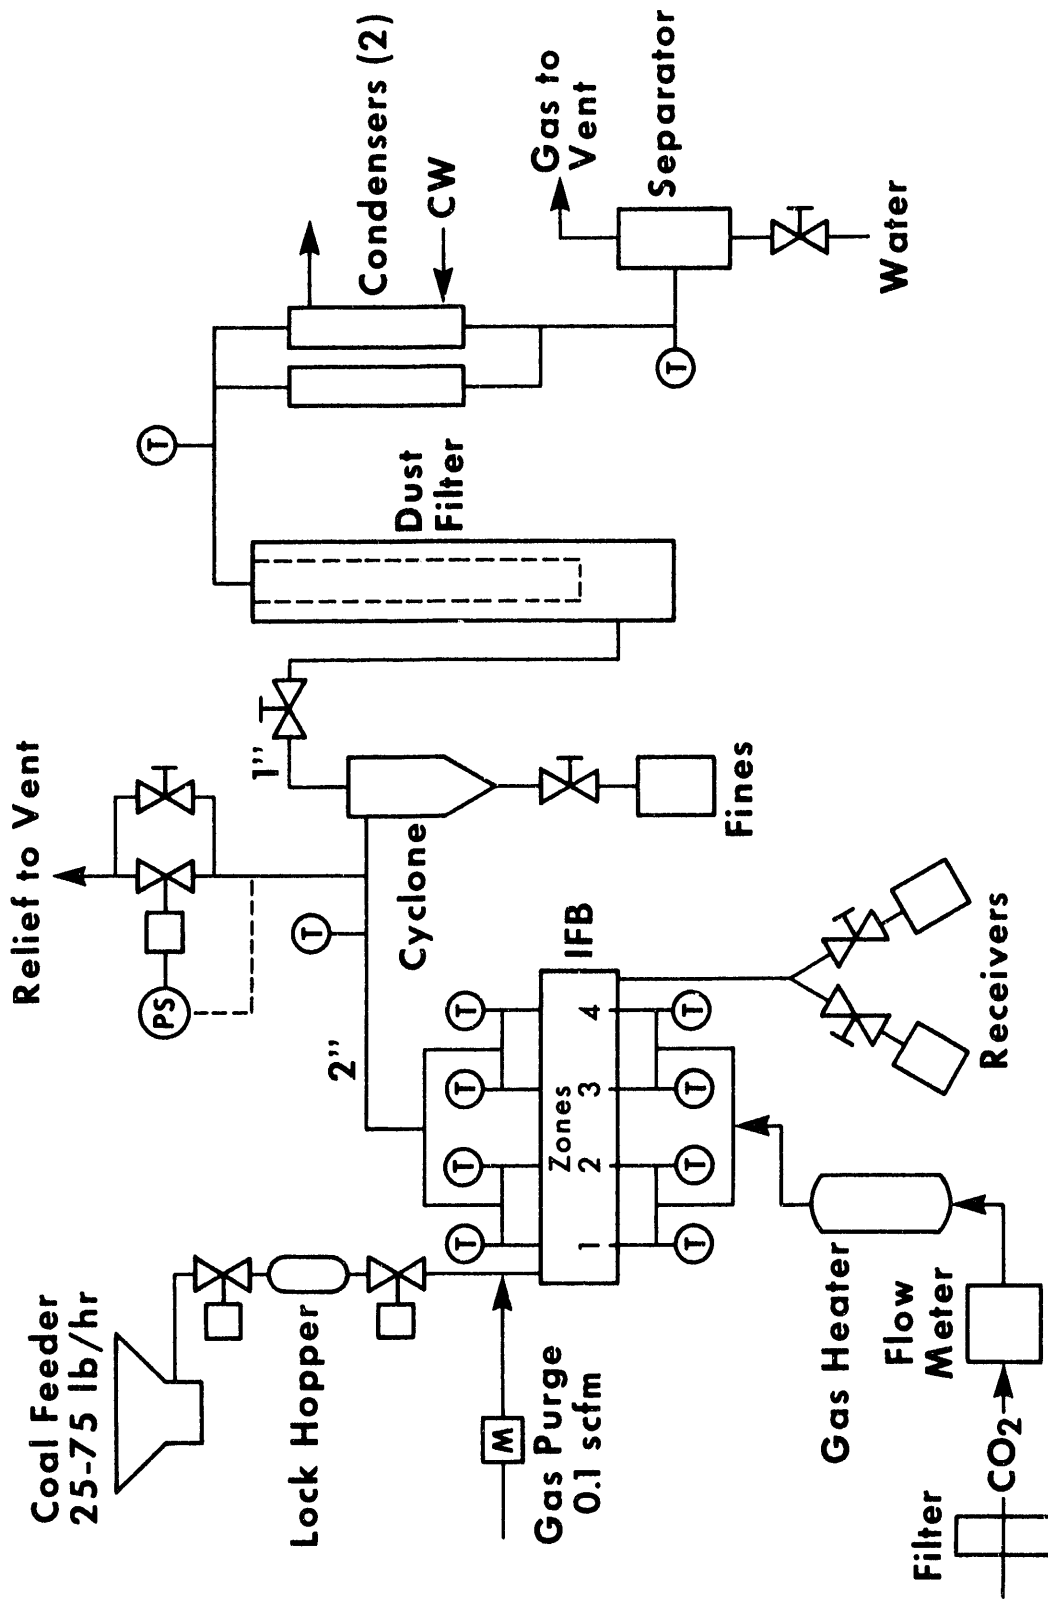 Coal Feeder
25-75 lb/hr
Lock Hopper
M
Gas Purge
0.1 scfm
Filter
CO2
Flow
Meter
Gas Heater
T
T
T
T
Zones
1
2
3
4
IFB
T
T
T
T
Receivers
2"
T
PS
Relief to Vent
Cyclone
1"
Fines
Dust
Filter
T
Condensers (2)
CW
T
Gas to
Vent
Separator
Water